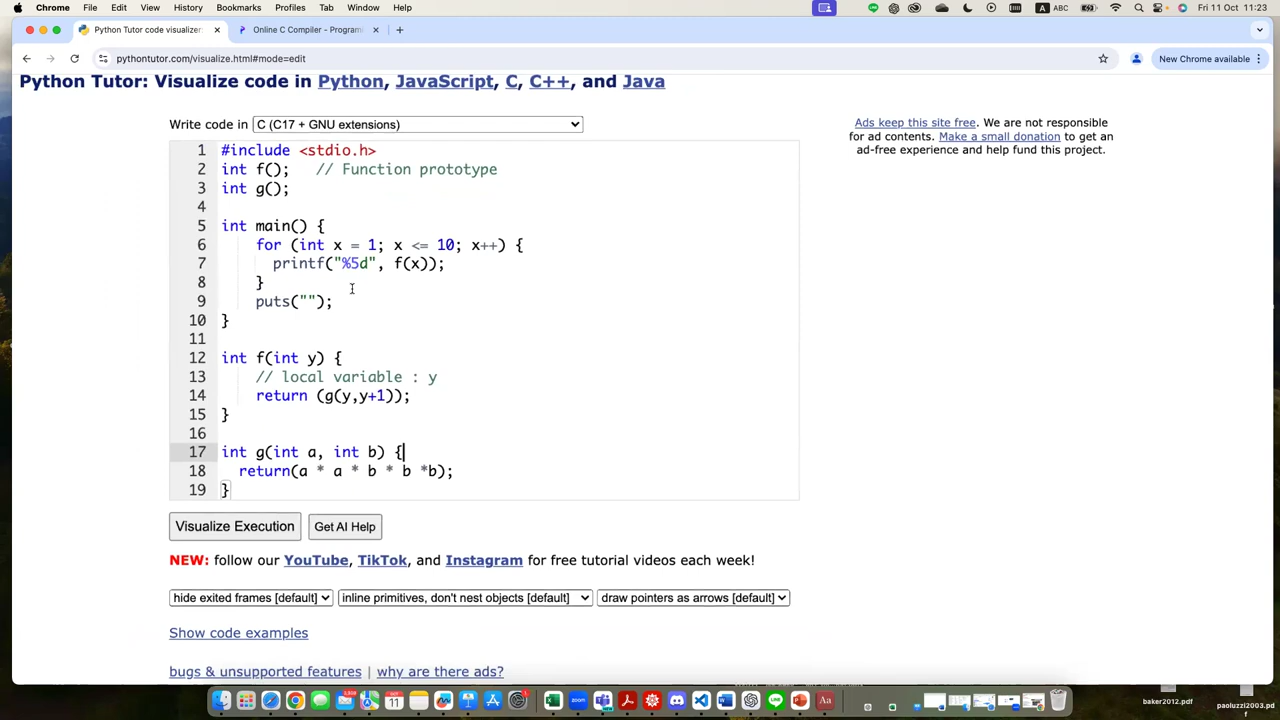 Chrome File Edit View History Bookmarks Profiles Tab Window Help
A ABC Fri 11 Oct 11:23
Python Tutor code visualizer: Online C Compiler - Program
pythontutor.com/visualize.html#mode=edit
New Chrome available
Python Tutor: Visualize code in Python, JavaScript, C, C++, and Java
Write code in C (C17 + GNU extensions)
Ads keep this site free. We are not responsible
for ad contents. Make a small donation to get an
ad-free experience and help fund this project.
1 #include <stdio.h>
2 int f(); // Function prototype
3 int g();
4
5 int main() {
6 for (int x = 1; x <= 10; x++) {
7 printf("%5d", f(x));
8 }
9 puts("");
10 }
11
12 int f(int y) {
13 // local variable : y
14 return (g(y,y+1));
15 }
16
17 int g(int a, int b) {
18 return(a * a * b * b *b);
19 }
Visualize Execution Get AI Help
NEW: follow our YouTube, TikTok, and Instagram for free tutorial videos each week!
hide exited frames [default] inline primitives, don't nest objects [default] draw pointers as arrows [default]
Show code examples
bugs & unsupported features | why are there ads?
baker2012.pdf
paoluzzi2003.pd
f